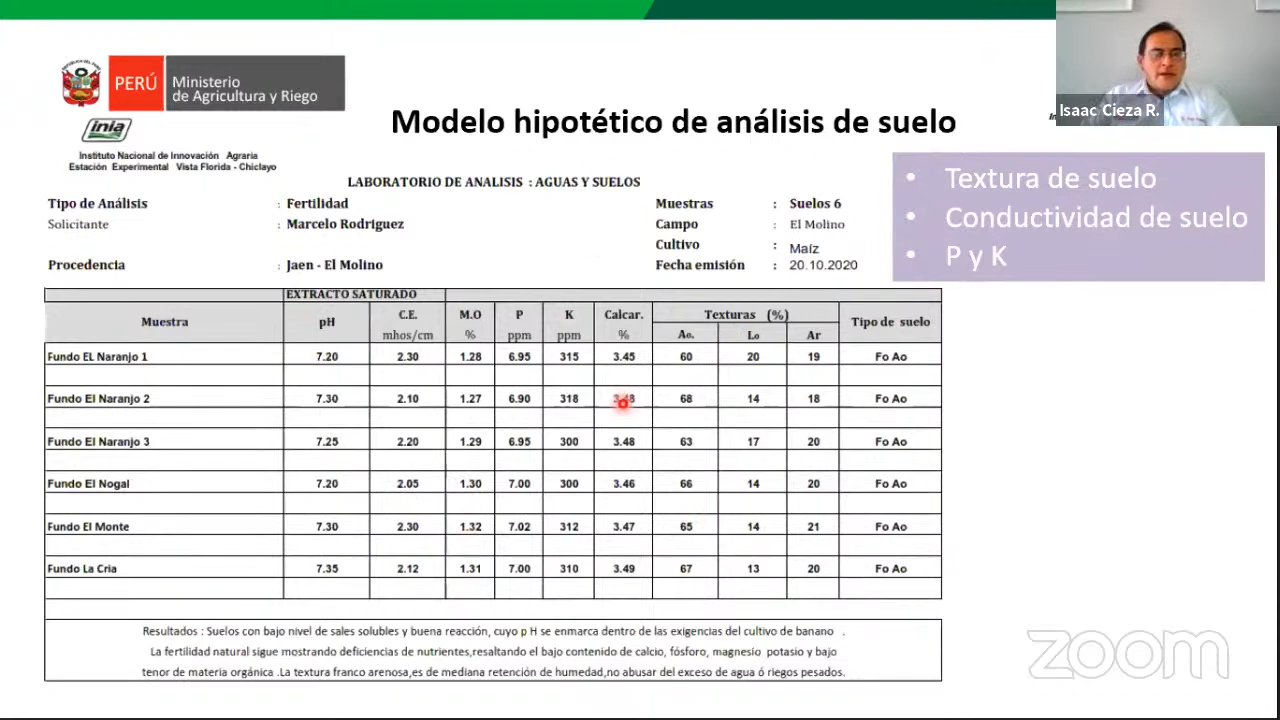 PERÚ
Ministerio
de Agricultura y Riego
inia
Instituto Nacional de Innovación Agraria
Estación Experimental Vista Florida - Chiclayo
Modelo hipotético de análisis de suelo
Isaac Cieza R.
• Textura de suelo
• Conductividad de suelo
• P y K
LABORATORIO DE ANALISIS : AGUAS Y SUELOS
Tipo de Análisis : Fertilidad Muestras : Suelos 6
Solicitante : Marcelo Rodriguez Campo : El Molino
Cultivo : Maíz
Procedencia : Jaen - El Molino Fecha emisión : 20.10.2020
EXTRACTO SATURADO
Muestra pH C.E. M.O P K Calcar. Texturas (%) Tipo de suelo
mhos/cm % ppm ppm % Ao. Lo Ar
Fundo EL Naranjo 1 7.20 2.30 1.28 6.95 315 3.45 60 20 19 Fo Ao
Fundo El Naranjo 2 7.30 2.10 1.27 6.90 318 68 14 18 Fo Ao
Fundo El Naranjo 3 7.25 2.20 1.29 6.95 300 3.48 63 17 20 Fo Ao
Fundo El Nogal 7.20 2.05 1.30 7.00 300 3.46 66 14 20 Fo Ao
Fundo El Monte 7.30 2.30 1.32 7.02 312 3.47 65 14 21 Fo Ao
Fundo La Cria 7.35 2.12 1.31 7.00 310 3.49 67 13 20 Fo Ao
Resultados : Suelos con bajo nivel de sales solubles y buena reacción, cuyo p H se enmarca dentro de las exigencias del cultivo de banano .
La fertilidad natural sigue mostrando deficiencias de nutrientes,resaltando el bajo contenido de calcio, fósforo, magnesio potasio y bajo
tenor de materia orgánica .La textura franco arenosa,es de mediana retención de humedad,no abusar del exceso de agua ó riegos pesados.
zoom